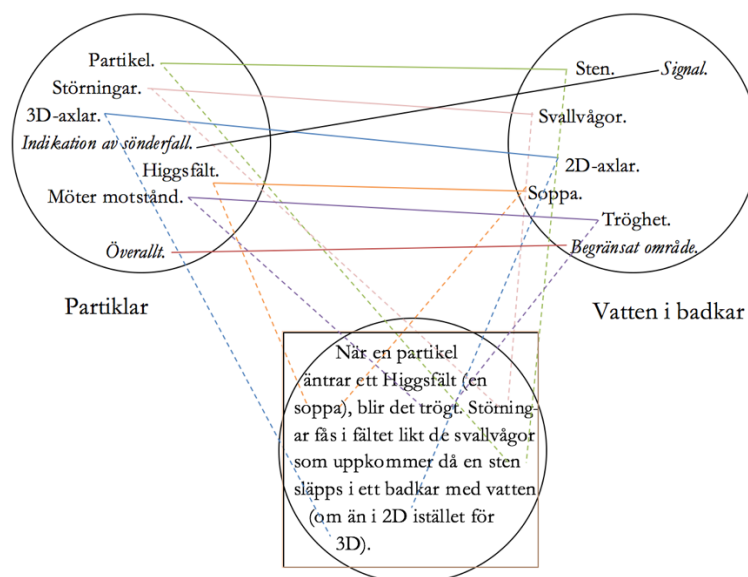 Partikel.
Störningar.
3D-axlar.
Indikation av sönderfall.
Higgsfält.
Möter motstånd.
Överallt.
Partiklar
Sten.
Signal.
Svallvågor.
2D-axlar.
Soppa.
Tröghet.
Begränsat område.
Vatten i badkar
När en partikel
äntrar ett Higgsfält (en
soppa), blir det trögt. Störning-
ar fås i fältet likt de svallvågor
som uppkommer då en sten
släpps i ett badkar med vatten
(om än i 2D istället för
3D).